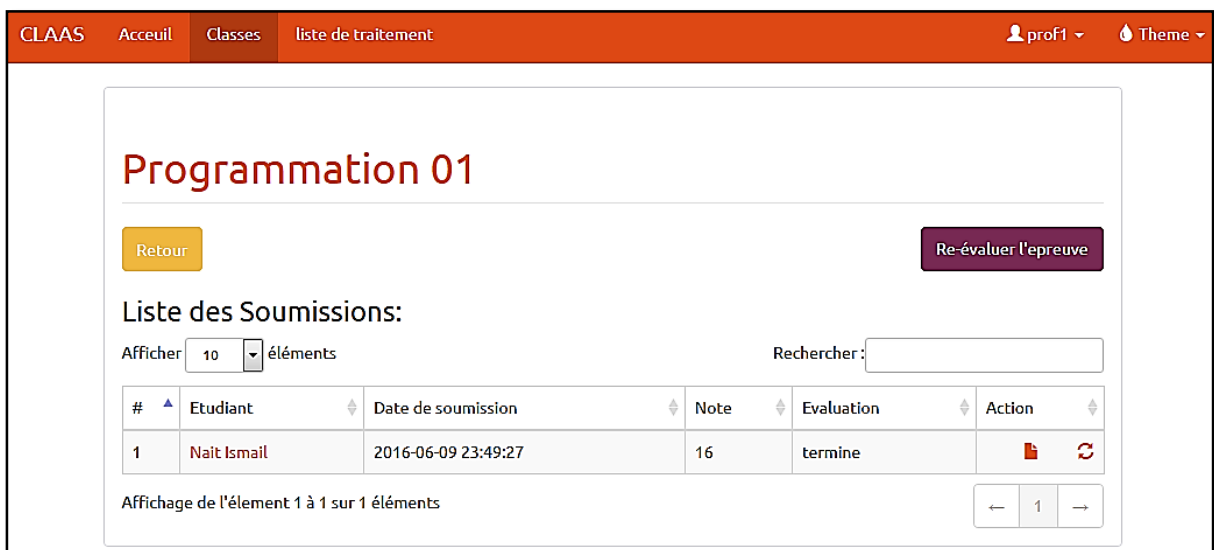 CLAAS Acceuil Classes liste de traitement prof1 Theme
Programmation 01
Retour Re-évaluer l'epreuve
Liste des Soumissions:
Afficher 10 éléments Rechercher :
# Etudiant Date de soumission Note Evaluation Action
1 Nait Ismail 2016-06-09 23:49:27 16 termine
Affichage de l'élement 1 à 1 sur 1 éléments ← 1 →